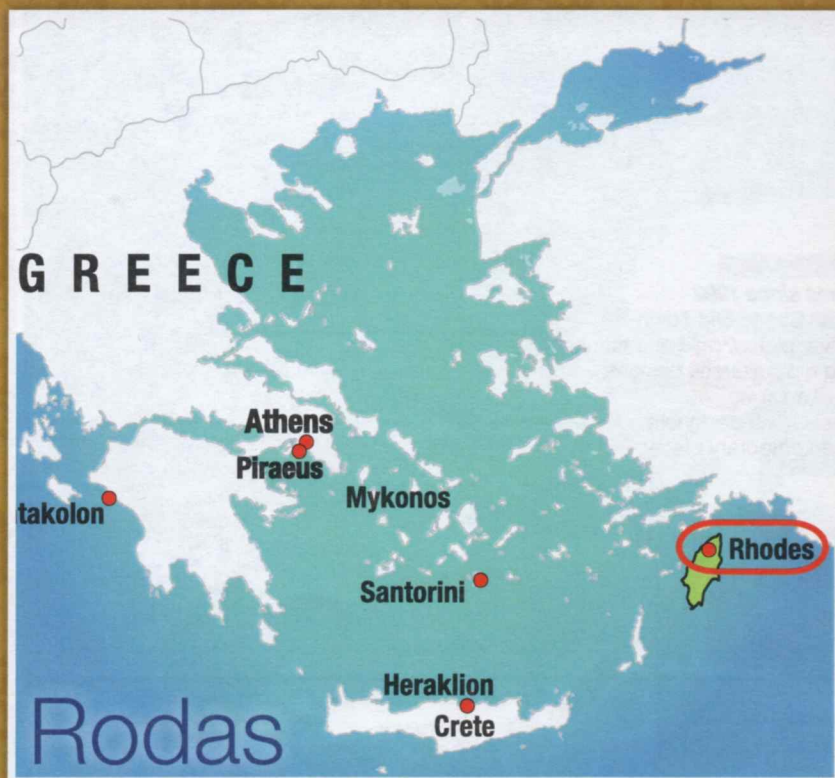 GREECE
Athens
Piraeus
Mykonos
takolon
Rhodes
Santorini
Heraklion
Crete
Rodas